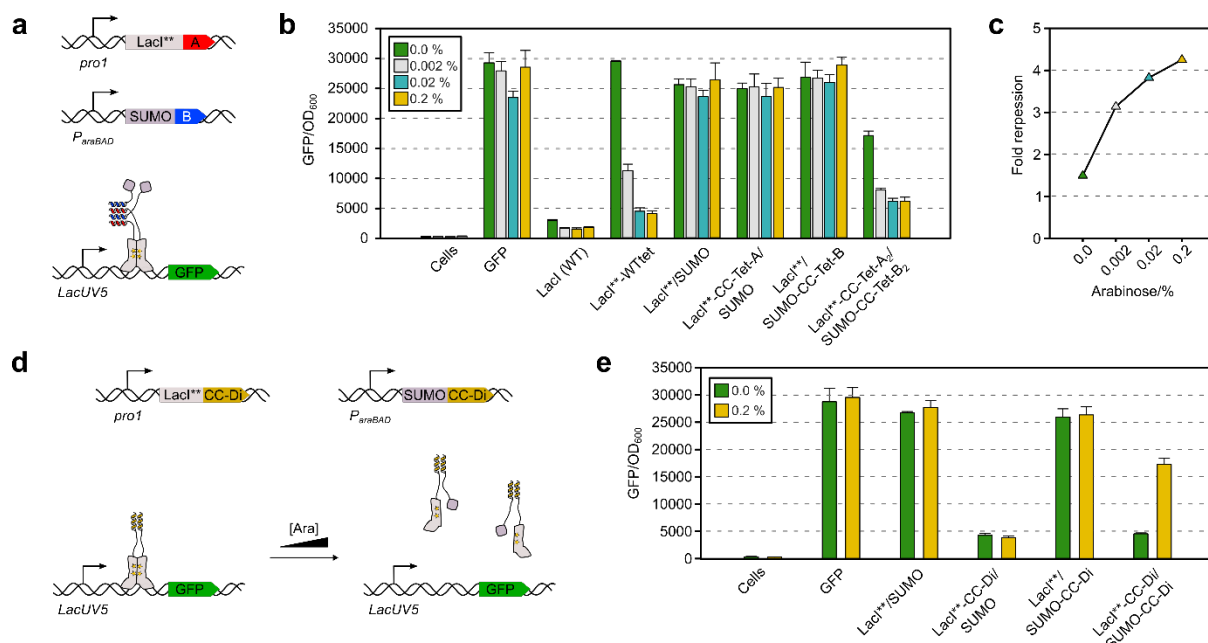 a
LacI** A
pro1
SUMO B
ParaBAD
GFP
LacUV5
b
GFP/OD600
35000
30000
25000
20000
15000
10000
5000
0
0.0 %
0.002 %
0.02 %
0.2 %
Cells
GFP
LacI (WT)
LacI**-WTtet
LacI**/SUMO
LacI**-CC-Tet-A/
SUMO
LacI**/
SUMO-CC-Tet-B
LacI**-CC-Tet-A2/
SUMO-CC-Tet-B2
c
Fold rerpession
5
4
3
2
1
0
0.0
0.002
0.02
0.2
Arabinose/%
d
LacI** CC-Di
pro1
SUMO CC-Di
ParaBAD
[Ara]
GFP
LacUV5
GFP
LacUV5
e
GFP/OD600
35000
30000
25000
20000
15000
10000
5000
0
0.0 %
0.2 %
Cells
GFP
LacI**/SUMO
LacI**-CC-Di/
SUMO
LacI**/
SUMO-CC-Di
LacI**-CC-Di/
SUMO-CC-Di